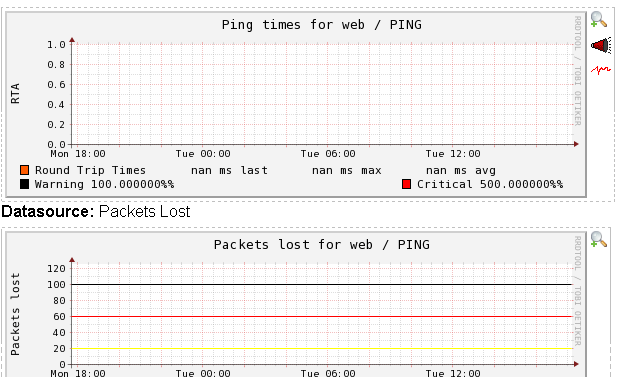 Ping times for web / PING
RRDTOOL / TOBI OETIKER
RTA
1.0
0.8
0.6
0.4
0.2
0.0
Mon 18:00 Tue 00:00 Tue 06:00 Tue 12:00
Round Trip Times nan ms last nan ms max nan ms avg
Warning 100.000000%% Critical 500.000000%%
Datasource: Packets Lost
Packets lost for web / PING
RRDTOOL / TOBI OETIKER
Packets lost
120
100
80
60
40
20
0
Mon 18:00 Tue 00:00 Tue 06:00 Tue 12:00